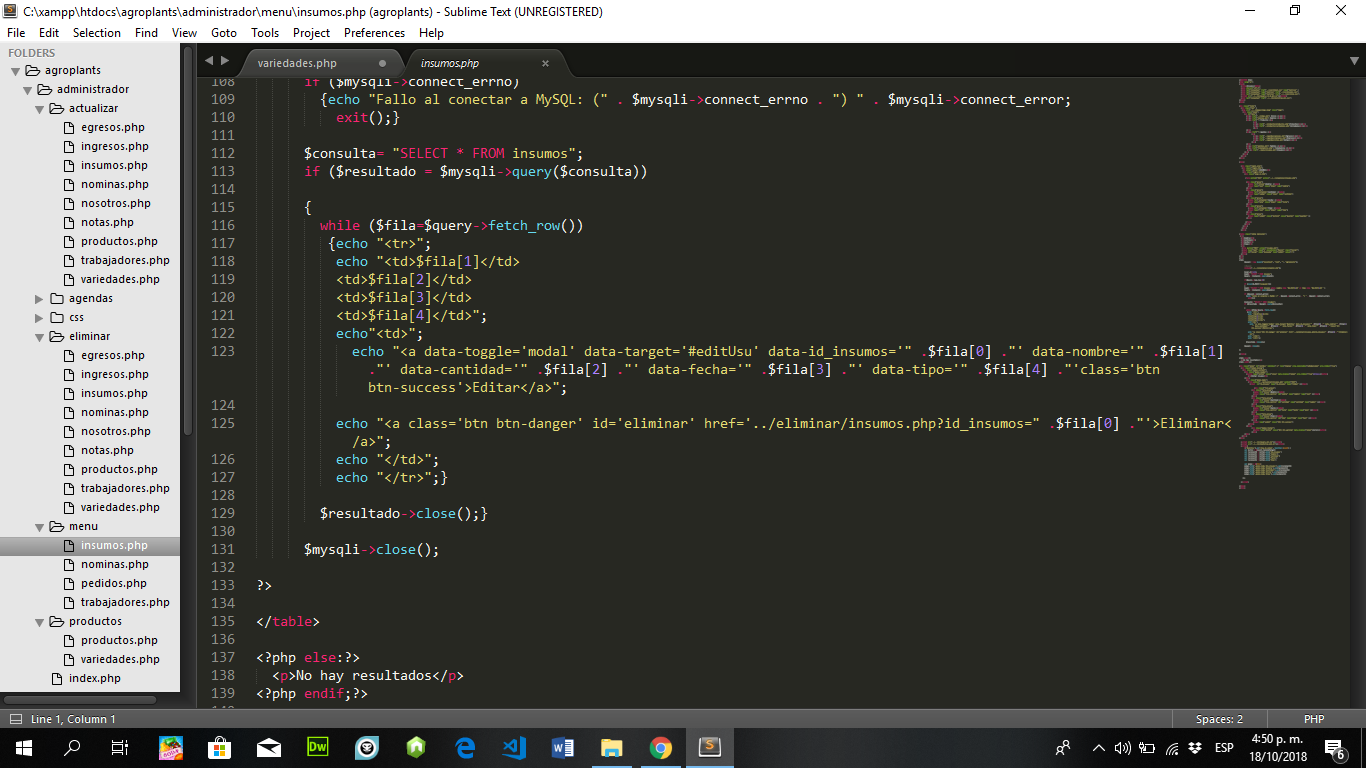 C:\xampp\htdocs\agroplants\administrador\menu\insumos.php (agroplants) - Sublime Text (UNREGISTERED)
File Edit Selection Find View Goto Tools Project Preferences Help
FOLDERS
agroplants
administrador
actualizar
egresos.php
ingresos.php
insumos.php
nominas.php
nosotros.php
notas.php
productos.php
trabajadores.php
variedades.php
agendas
css
eliminar
egresos.php
ingresos.php
insumos.php
nominas.php
nosotros.php
notas.php
productos.php
trabajadores.php
variedades.php
menu
insumos.php
nominas.php
pedidos.php
trabajadores.php
productos
productos.php
variedades.php
index.php
variedades.php insumos.php
108 if ($mysqli->connect_errno)
109 {echo "Fallo al conectar a MySQL: (" . $mysqli->connect_errno . ") " . $mysqli->connect_error;
110 exit();}
111
112 $consulta= "SELECT * FROM insumos";
113 if ($resultado = $mysqli->query($consulta))
114
115 {
116 while ($fila=$query->fetch_row())
117 {echo "<tr>";
118 echo "<td>$fila[1]</td>
119 <td>$fila[2]</td>
120 <td>$fila[3]</td>
121 <td>$fila[4]</td>";
122 echo"<td>";
123 echo "<a data-toggle='modal' data-target='#editUsu' data-id_insumos='" .$fila[0] ."' data-nombre='" .$fila[1]
."' data-cantidad='" .$fila[2] ."' data-fecha='" .$fila[3] ."' data-tipo='" .$fila[4] ."'class='btn
btn-success'>Editar</a>";
124
125 echo "<a class='btn btn-danger' id='eliminar' href='../eliminar/insumos.php?id_insumos=" .$fila[0] ."'>Eliminar<
/a>";
126 echo "</td>";
127 echo "</tr>";}
128
129 $resultado->close();}
130
131 $mysqli->close();
132
133 ?>
134
135 </table>
136
137 <?php else:?>
138 <p>No hay resultados</p>
139 <?php endif;?>
Line 1, Column 1 Spaces: 2 PHP
Dw
ESP
4:50 p. m.
18/10/2018
6